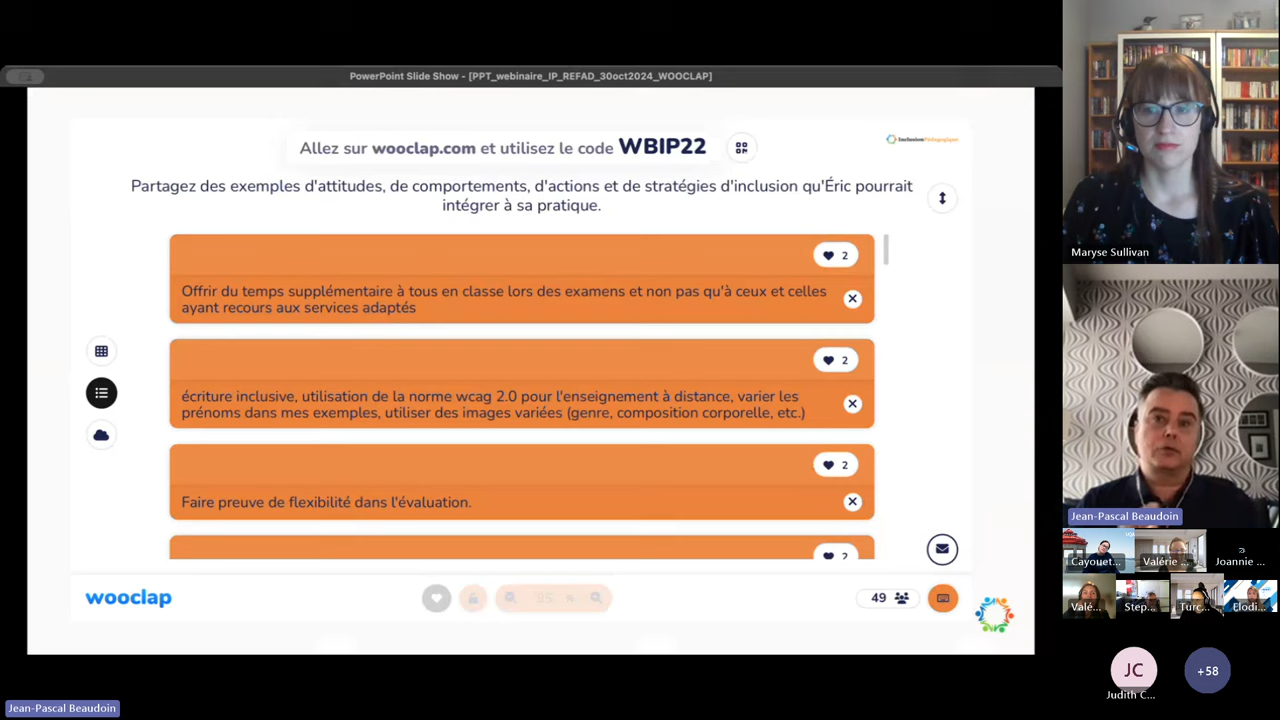 PowerPoint Slide Show - [PPT_webinaire_IP_REFAD_30oct2024_WOOCLAP]
Allez sur wooclap.com et utilisez le code WBIP22
InclusionPédagogique
Partagez des exemples d'attitudes, de comportements, d'actions et de stratégies d'inclusion qu'Éric pourrait
intégrer à sa pratique.
2
Offrir du temps supplémentaire à tous en classe lors des examens et non pas qu'à ceux et celles
ayant recours aux services adaptés
2
écriture inclusive, utilisation de la norme wcag 2.0 pour l'enseignement à distance, varier les
prénoms dans mes exemples, utiliser des images variées (genre, composition corporelle, etc.)
2
Faire preuve de flexibilité dans l'évaluation.
2
wooclap
85 %
49
Maryse Sullivan
Jean-Pascal Beaudoin
Cayouet...
Valérie ...
Joannie ...
Valé...
Step...
Turc...
Élodi...
JC
+58
Judith C...
Jean-Pascal Beaudoin